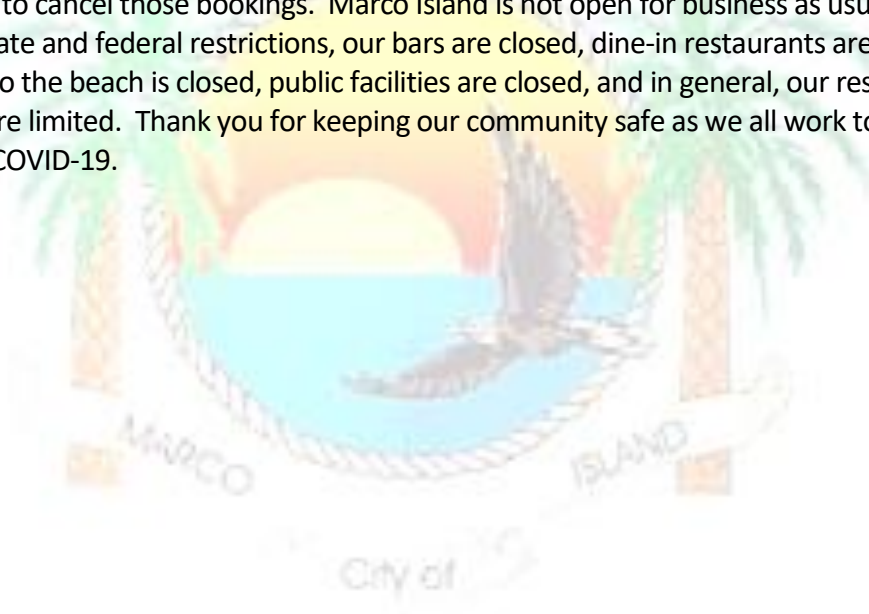 to cancel those bookings. Marco Island is not open for business as usu
ate and federal restrictions, our bars are closed, dine-in restaurants are
o the beach is closed, public facilities are closed, and in general, our res
re limited. Thank you for keeping our community safe as we all work to
COVID-19.
MARCO ISLAND
City of